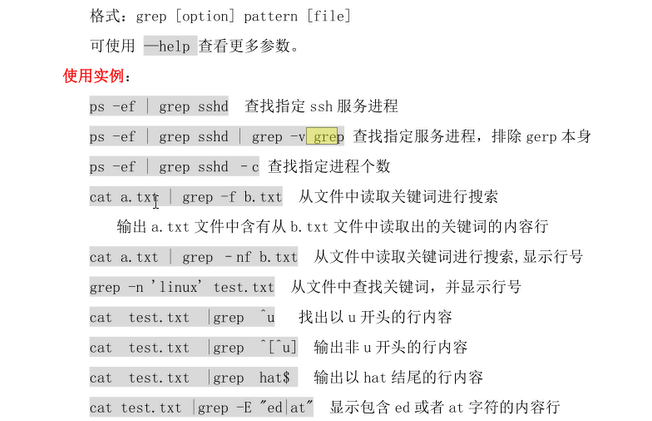 格式：grep [option] pattern [file]
可使用 —help 查看更多参数。
使用实例：
ps -ef | grep sshd 查找指定 ssh 服务进程
ps -ef | grep sshd | grep -v grep 查找指定服务进程，排除 gerp 本身
ps -ef | grep sshd –c 查找指定进程个数
cat a.txt | grep -f b.txt 从文件中读取关键词进行搜索
输出 a.txt 文件中含有从 b.txt 文件中读取出的关键词的内容行
cat a.txt | grep –nf b.txt 从文件中读取关键词进行搜索,显示行号
grep -n 'linux' test.txt 从文件中查找关键词，并显示行号
cat test.txt |grep ^u 找出以 u 开头的行内容
cat test.txt |grep ^[^u] 输出非 u 开头的行内容
cat test.txt |grep hat$ 输出以 hat 结尾的行内容
cat test.txt |grep -E "ed|at" 显示包含 ed 或者 at 字符的内容行